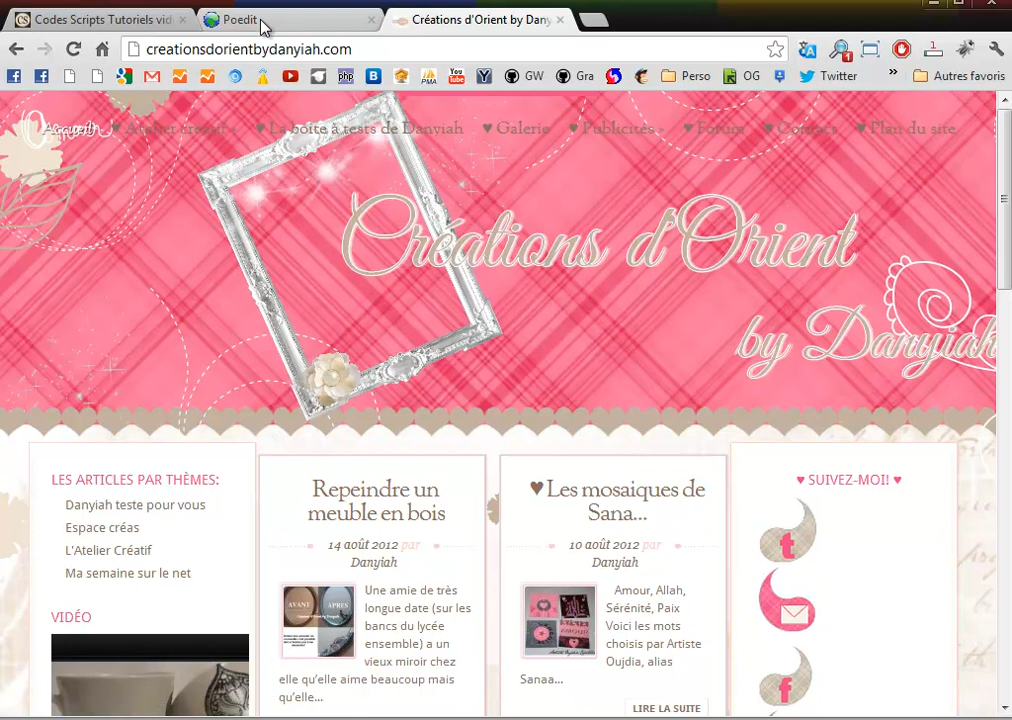 Codes Scripts Tutoriels vid
Poedit
Créations d'Orient by Dany
creationsdorientbydanyiah.com
GW
Gra
Perso
OG
Twitter
»
Autres favoris
Accueil
♥ Atelier créatif »
♥ La boîte à tests de Danyiah
♥ Galerie
♥ Publicités »
♥ Forum
♥ Contact
♥ Plan du site
Créations d'Orient
by Danyiah
LES ARTICLES PAR THÈMES:
Danyiah teste pour vous
Espace créas
L'Atelier Créatif
Ma semaine sur le net
VIDÉO
Repeindre un
meuble en bois
14 août 2012 par
Danyiah
AVANT
APRÈS
Une amie de très
longue date (sur les
bancs du lycée
ensemble) a un
vieux miroir chez
elle qu'elle aime beaucoup mais
qu'elle...
♥ Les mosaiques de
Sana...
10 août 2012 par
Danyiah
Amour, Allah,
Sérénité, Paix
Voici les mots
choisis par Artiste
Oujdia, alias
Sanaa...
LIRE LA SUITE
♥ SUIVEZ-MOI! ♥